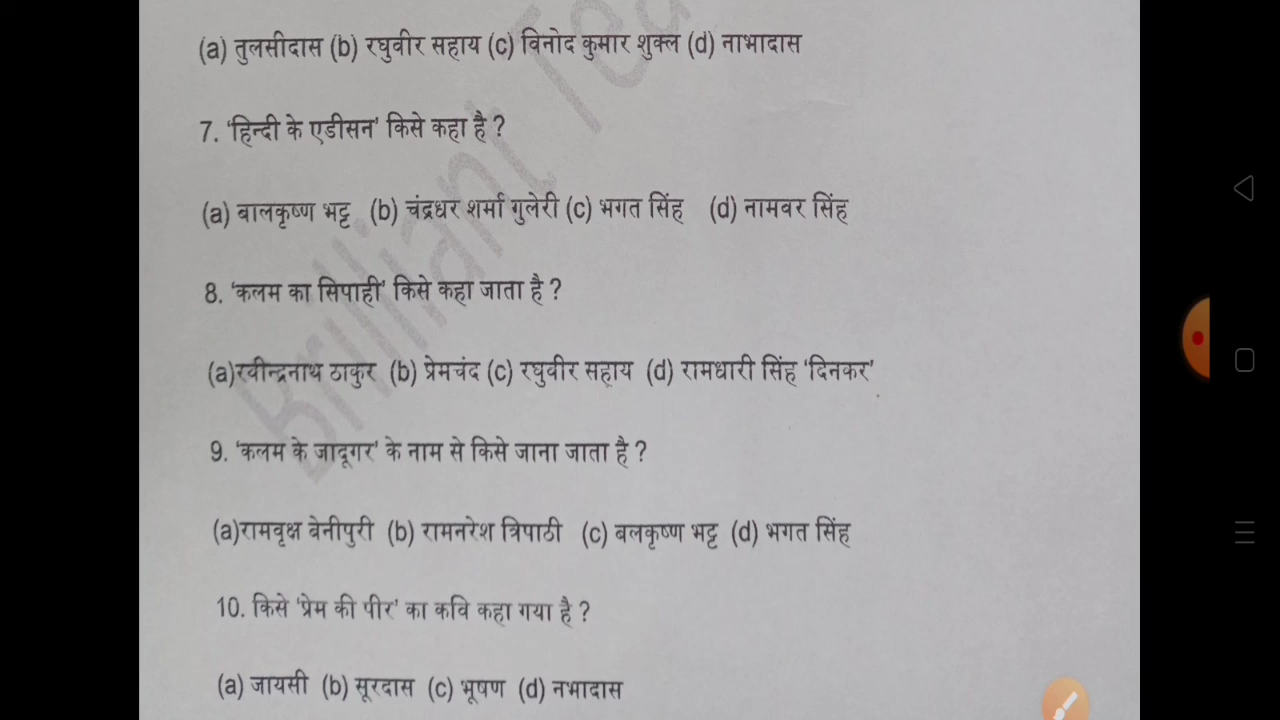 (a) तुलसीदास (b) रघुवीर सहाय (c) विनोद कुमार शुक्ल (d) नाभादास
7. 'हिन्दी के एडीसन' किसे कहा है ?
(a) बालकृष्ण भट्ट (b) चंद्रधर शर्मा गुलेरी (c) भगत सिंह (d) नामवर सिंह
8. 'कलम का सिपाही' किसे कहा जाता है ?
(a)रवीन्द्रनाथ ठाकुर (b) प्रेमचंद (c) रघुवीर सहाय (d) रामधारी सिंह 'दिनकर'
9. 'कलम के जादूगर' के नाम से किसे जाना जाता है ?
(a)रामवृक्ष बेनीपुरी (b) रामनरेश त्रिपाठी (c) बलकृष्ण भट्ट (d) भगत सिंह
10. किसे 'प्रेम की पीर' का कवि कहा गया है ?
(a) जायसी (b) सूरदास (c) भूषण (d) नभादास
Brilliant